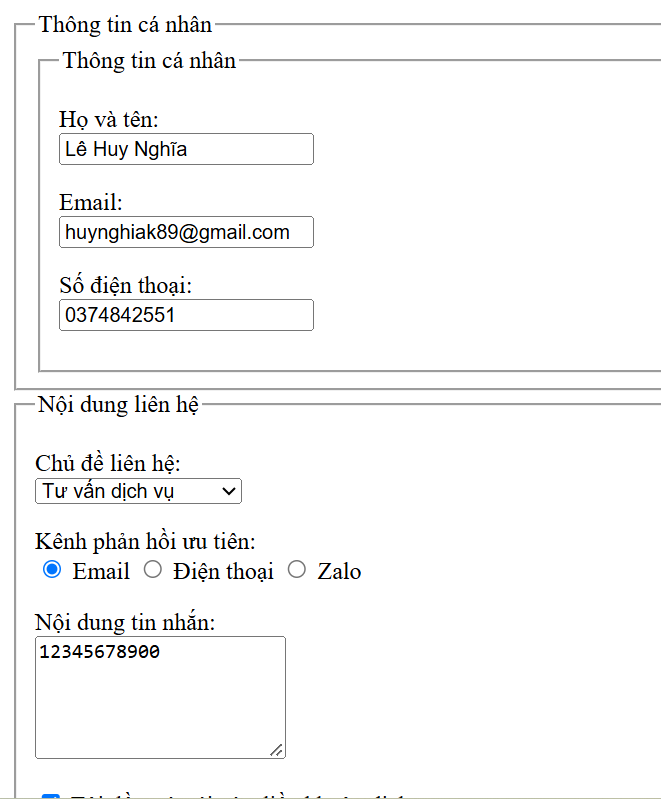 Thông tin cá nhân
Thông tin cá nhân
Họ và tên:
Lê Huy Nghĩa
Email:
huynghiak89@gmail.com
Số điện thoại:
0374842551
Nội dung liên hệ
Chủ đề liên hệ:
Tư vấn dịch vụ
Kênh phản hồi ưu tiên:
Email Điện thoại Zalo
Nội dung tin nhắn:
12345678900